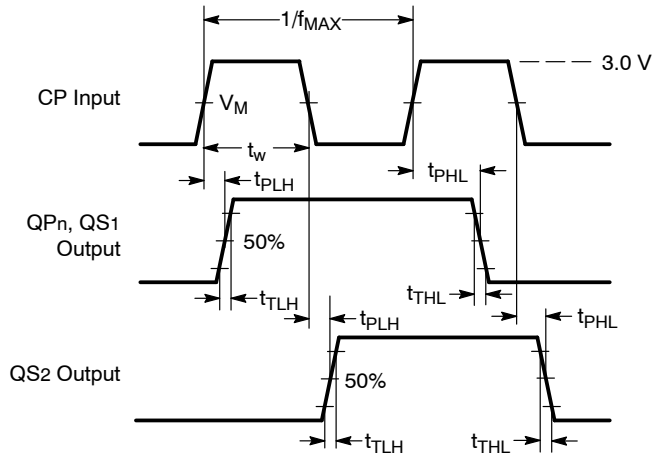 1/fMAX
3.0 V
CP Input
VM
tw
tPLH
tPHL
QPn, QS1
Output
50%
tTLH
tTHL
tPLH
tPHL
QS2 Output
50%
tTLH
tTHL